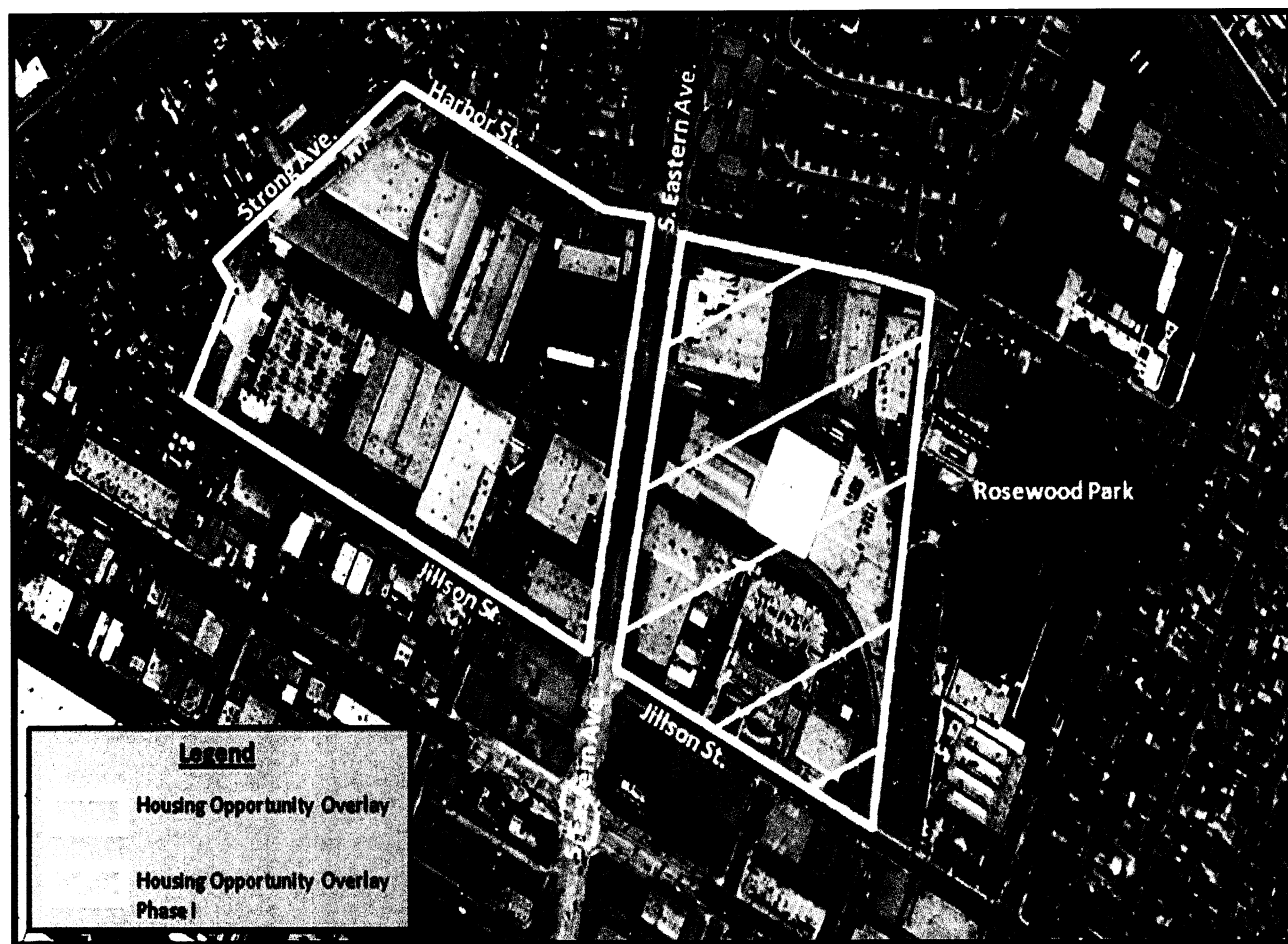 Harbor St.
Strong Ave.
S. Eastern Ave.
Rosewood Park
Jillson St.
Jillson St.
Legend
Housing Opportunity Overlay
Housing Opportunity Overlay
Phase I